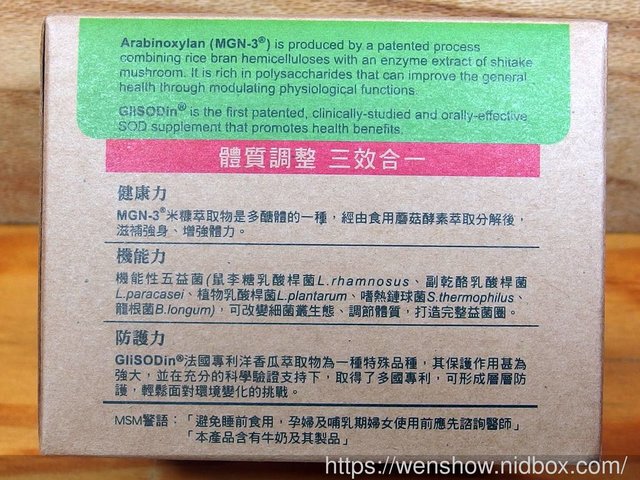 Arabinoxylan (MGN-3®) is produced by a patented process
combining rice bran hemicelluloses with an enzyme extract of shitake
mushroom. It is rich in polysaccharides that can improve the general
health through modulating physiological functions.
GliSODin® is the first patented, clinically-studied and orally-effective
SOD supplement that promotes health benefits.
體質調整 三效合一
健康力
MGN-3®米糠萃取物是多醣體的一種，經由食用蘑菇酵素萃取分解後，
滋補強身、增強體力。
機能力
機能性五益菌(鼠李糖乳酸桿菌L.rhamnosus、副乾酪乳酸桿菌
L.paracasei、植物乳酸桿菌L.plantarum、嗜熱鏈球菌S.thermophilus、
龍根菌B.longum)，可改變細菌叢生態、調節體質，打造完整益菌圈。
防護力
GliSODin®法國專利洋香瓜萃取物為一種特殊品種，其保護作用甚為
強大，並在充分的科學驗證支持下，取得了多國專利，可形成層層防
護，輕鬆面對環境變化的挑戰。
MSM警語：「避免睡前食用，孕婦及哺乳期婦女使用前應先諮詢醫師」
「本產品含有牛奶及其製品」
https://wenshow.nidbox.com/